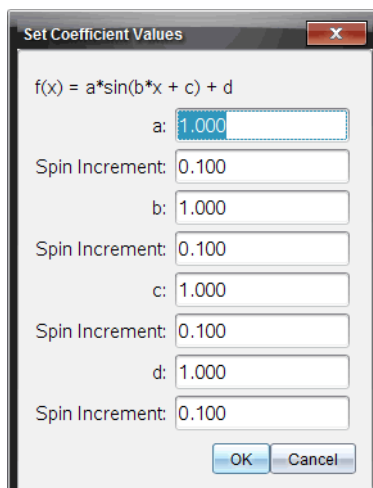 Set Coefficient Values
f(x) = a*sin(b*x + c) + d
a: 1.000
Spin Increment: 0.100
b: 1.000
Spin Increment: 0.100
c: 1.000
Spin Increment: 0.100
d: 1.000
Spin Increment: 0.100
OK Cancel